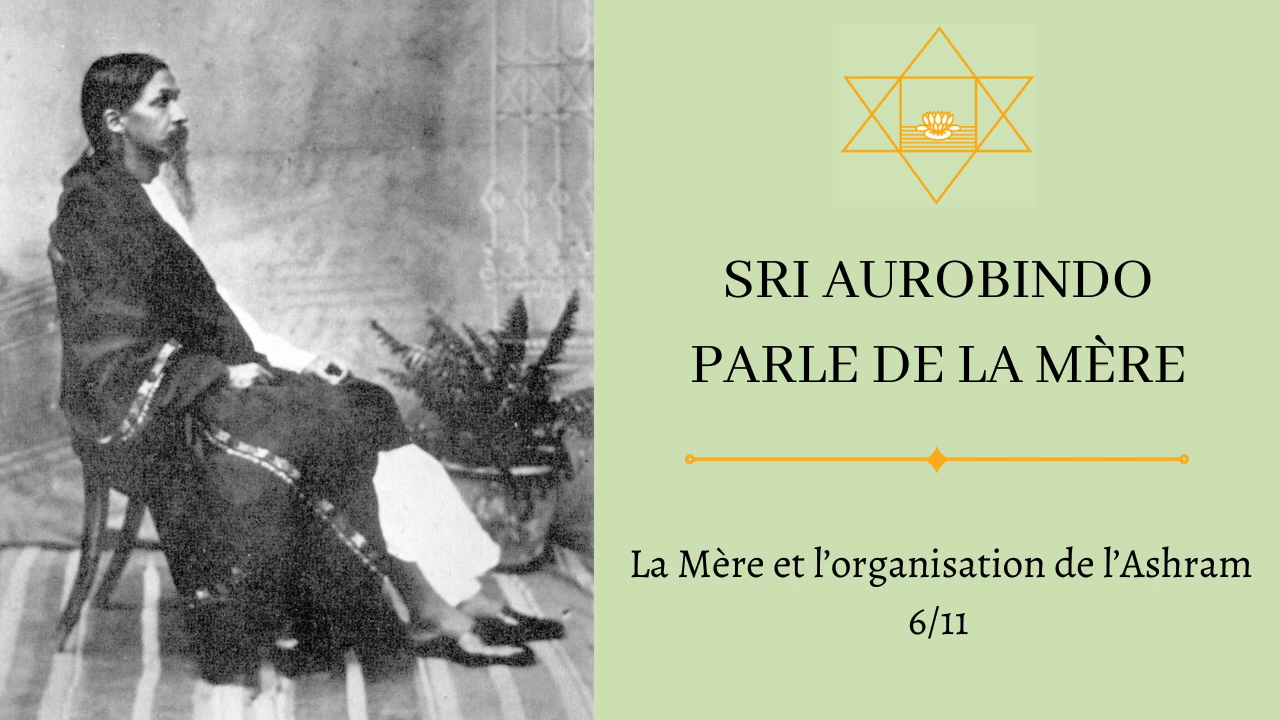 SRI AUROBINDO
PARLE DE LA MÈRE
La Mère et l’organisation de l’Ashram
6/11